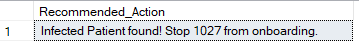 Recommended_Action
1 Infected Patient found! Stop 1027 from onboarding.